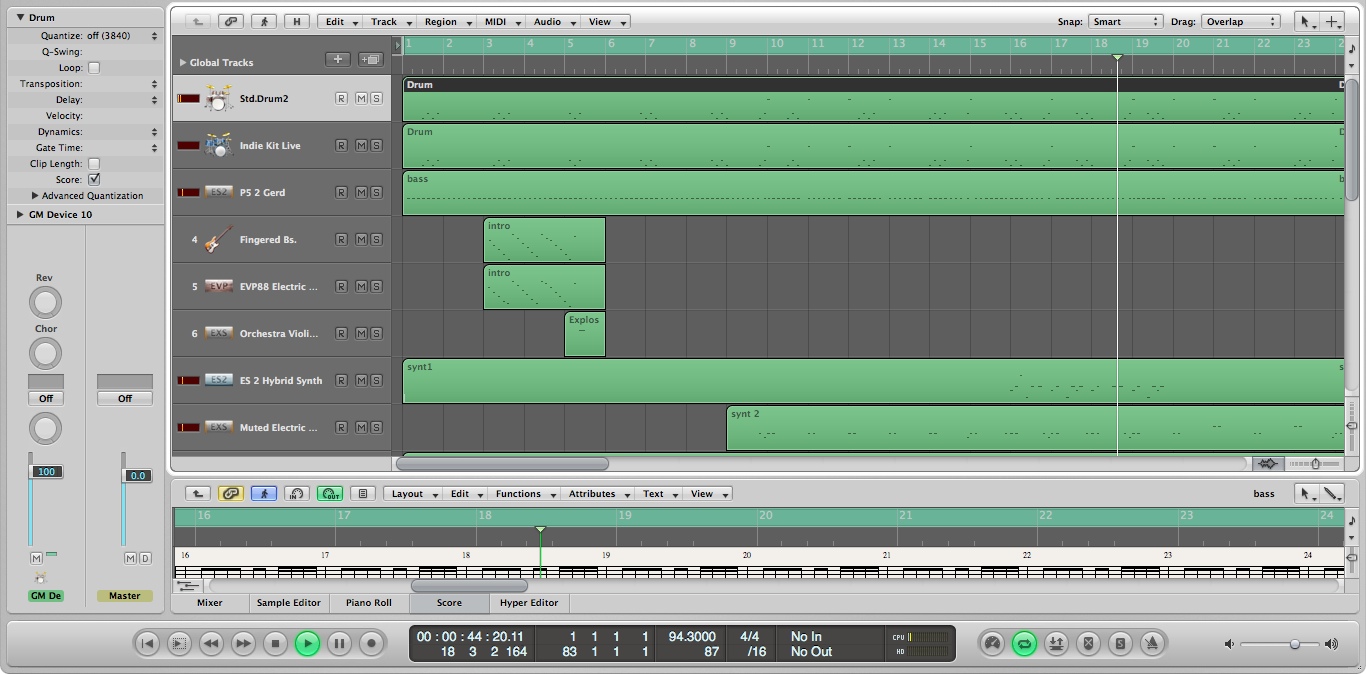 Drum
Quantize: off (3840)
Q-Swing:
Loop:
Transposition:
Delay:
Velocity:
Dynamics:
Gate Time:
Clip Length:
Score:
Advanced Quantization
GM Device 10
Rev
Chor
Off Off
100 0.0
M M D
GM De Master
H Edit Track Region MIDI Audio View Snap: Smart Drag: Overlap
Global Tracks
1 2 3 4 5 6 7 8 9 10 11 12 13 14 15 16 17 18 19 20 21 22 23 2
Std.Drum2 R M S Drum D
Indie Kit Live R M S Drum D
ES2 P5 2 Gerd R M S bass b
4 Fingered Bs. R M S intro
5 EVP EVP88 Electric ... R M S intro
6 EXS Orchestra Violi... R M S Explos
ES2 ES 2 Hybrid Synth R M S synt1 s
EXS Muted Electric ... R M S synt 2
IN OUT Layout Edit Functions Attributes Text View bass
16 17 18 19 20 21 22 23 24
16 17 18 19 20 21 22 23 24
Mixer Sample Editor Piano Roll Score Hyper Editor
00 : 00 : 44 : 20.11 1 1 1 1 94.3000 4/4 No In CPU
18 3 2 164 83 1 1 1 87 /16 No Out HD
S